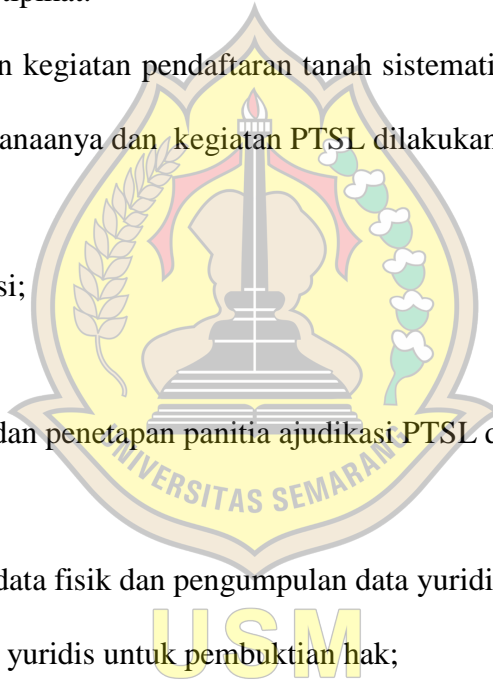 n kegiatan pendaftaran tanah sistemati
anaanya dan kegiatan PTSL dilakukan
si;
dan penetapan panitia ajudikasi PTSL d
UNIVERSITAS SEMARANG
data fisik dan pengumpulan data yuridi
USM
yuridis untuk pembuktian hak;